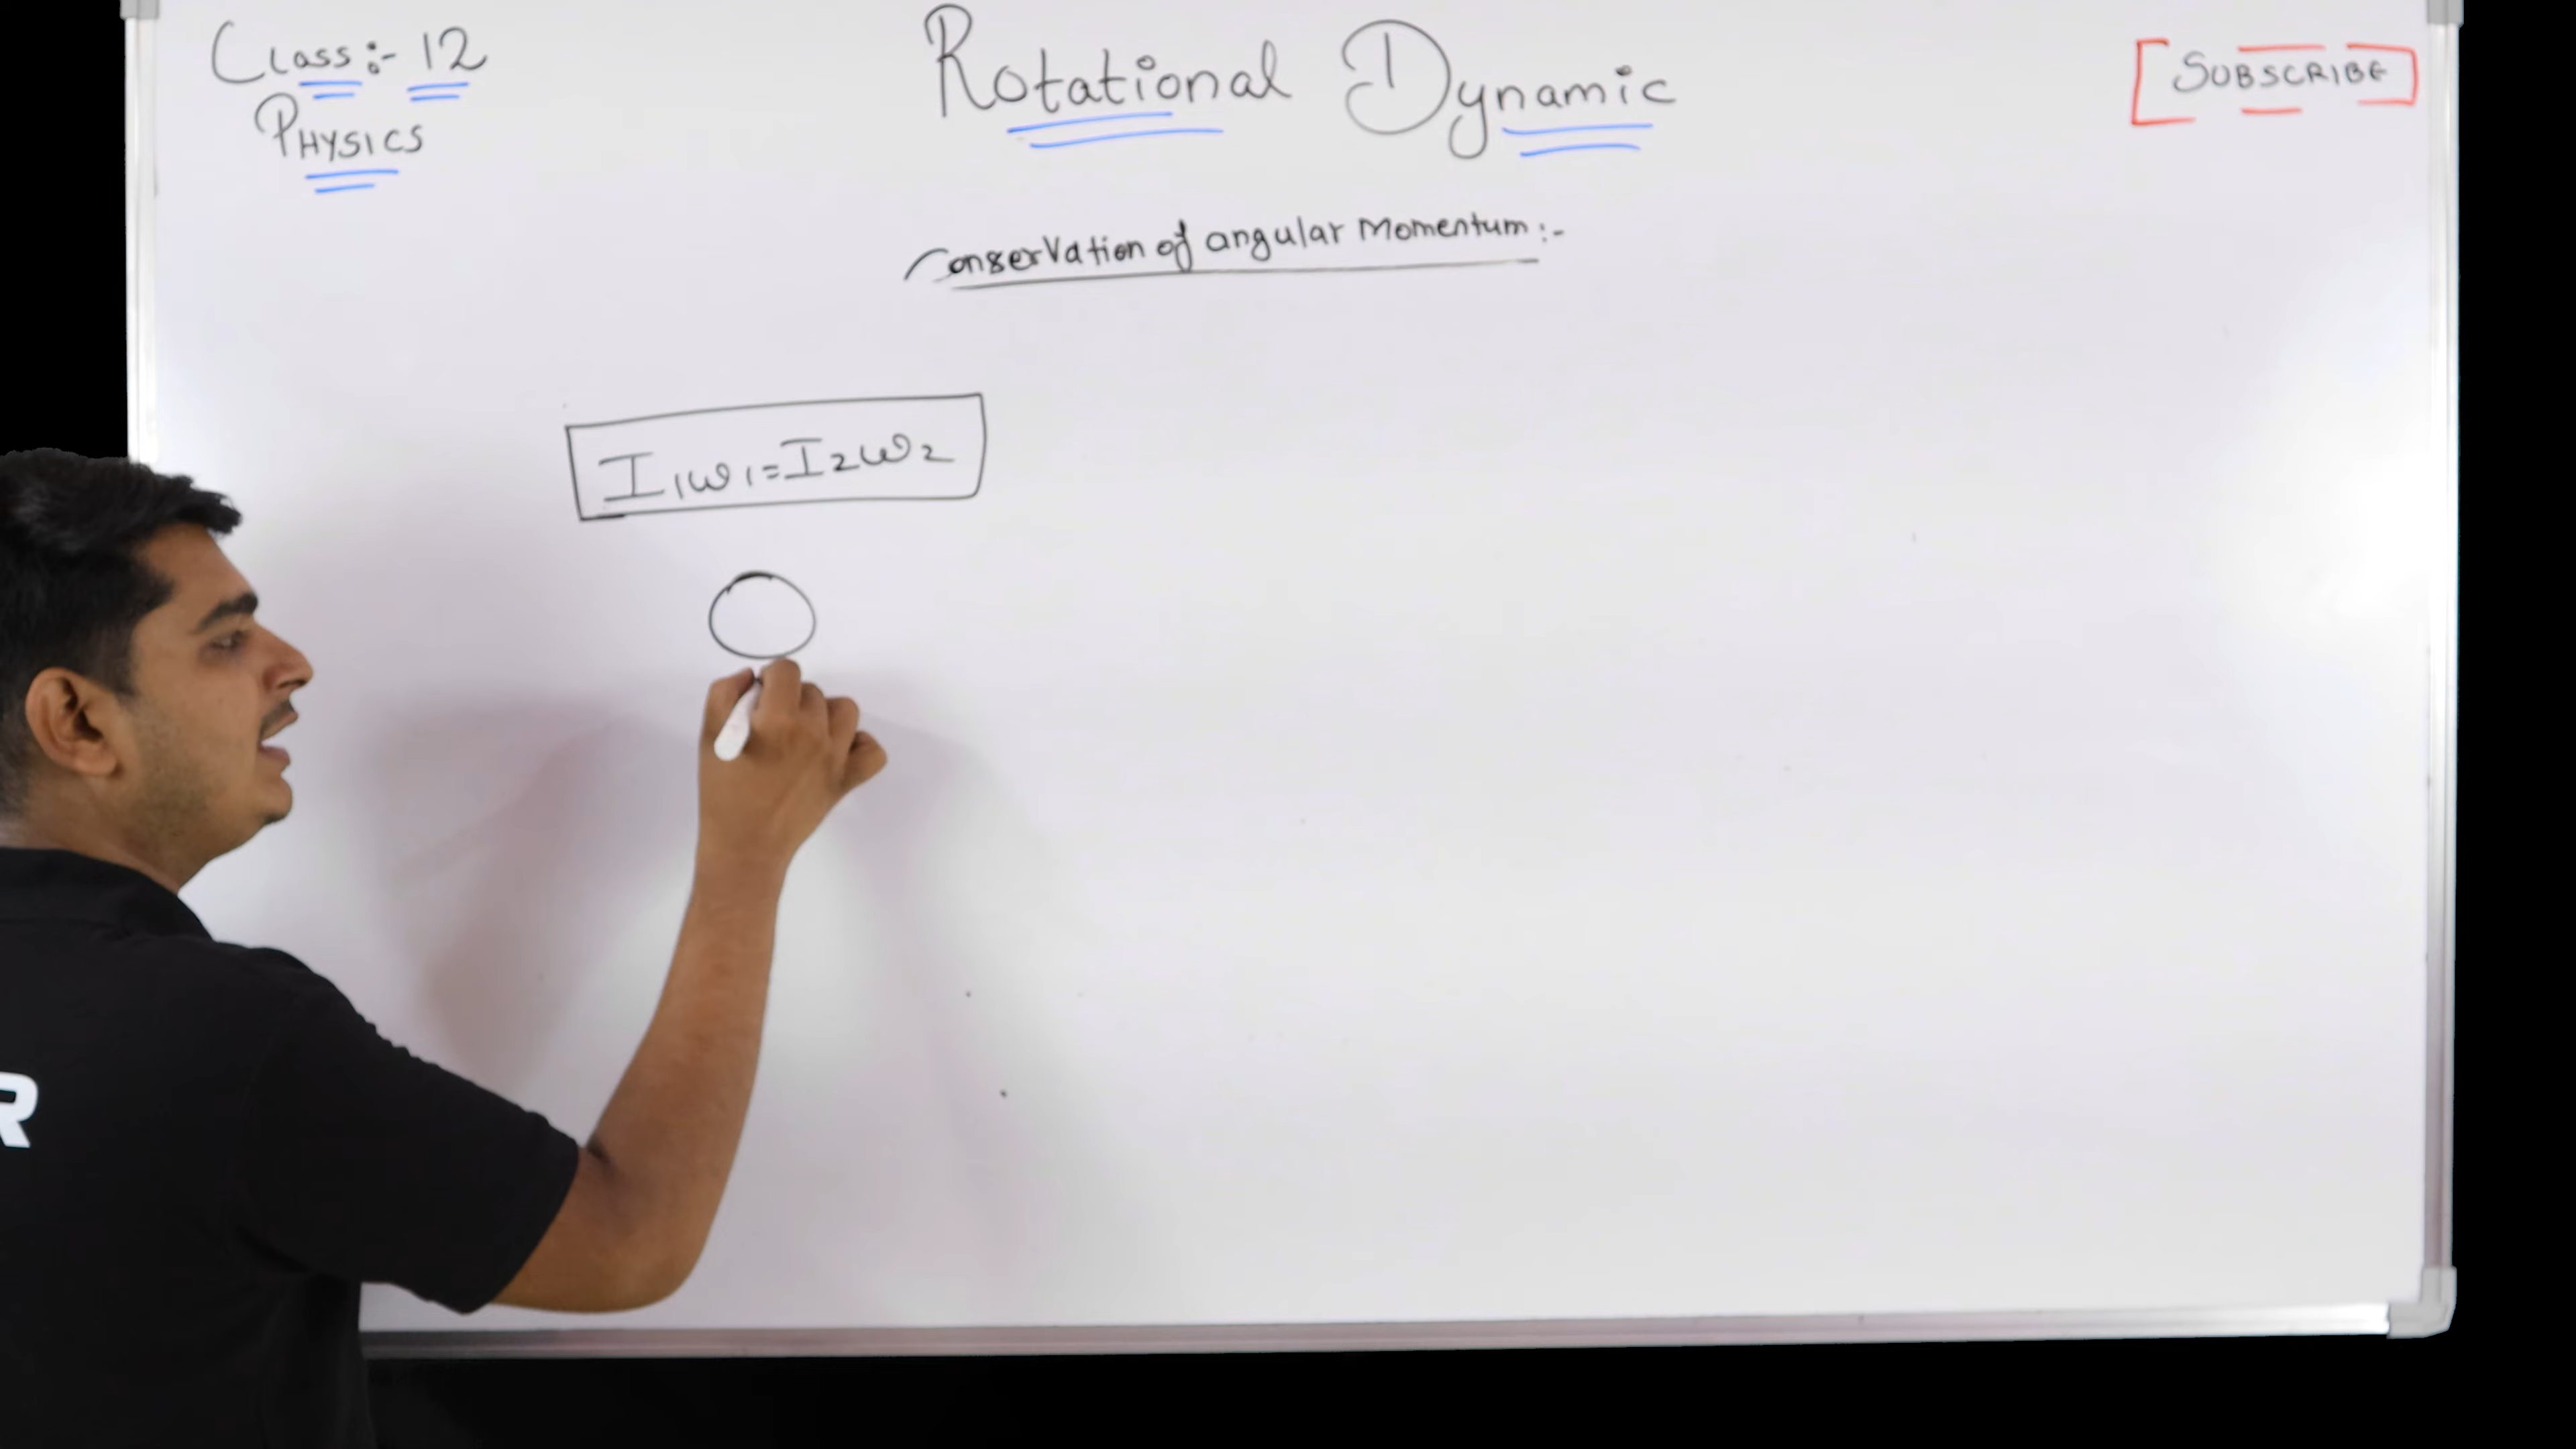 Class:- 12
Physics
Rotational Dynamic
SUBSCRIBE
Conservation of angular Momentum:-
I₁ω₁=I₂ω₂
R